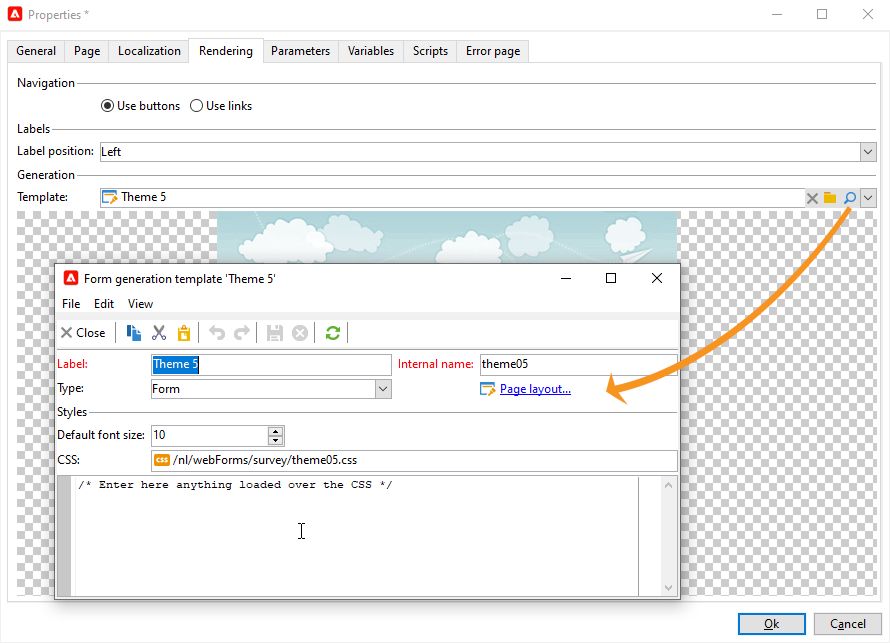 Properties *
General Page Localization Rendering Parameters Variables Scripts Error page
Navigation
Use buttons Use links
Labels
Label position: Left
Generation
Template: Theme 5
Form generation template 'Theme 5'
File Edit View
Close
Label: Theme 5 Internal name: theme05
Type: Form Page layout...
Styles
Default font size: 10
CSS: css /nl/webForms/survey/theme05.css
/* Enter here anything loaded over the CSS */
Ok Cancel